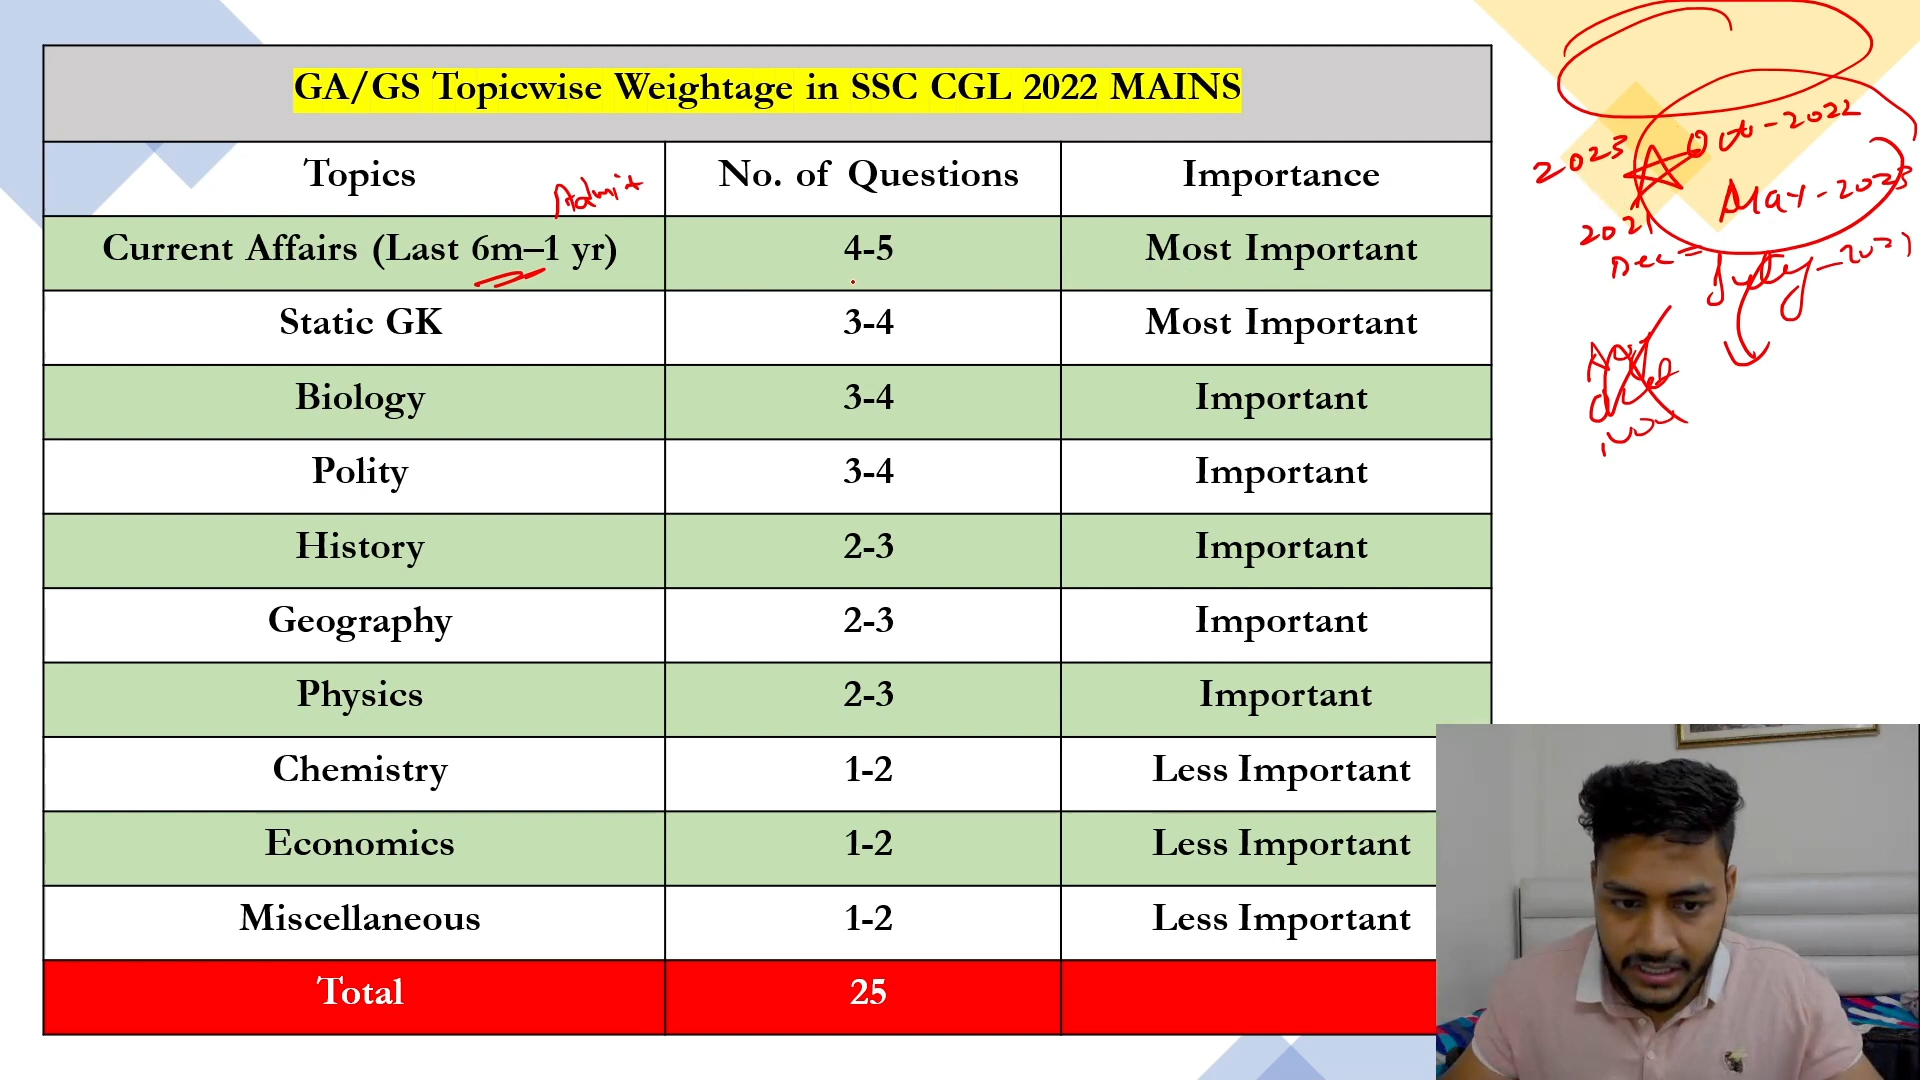 GA/GS Topicwise Weightage in SSC CGL 2022 MAINS
Topics No. of Questions Importance
Admit
Current Affairs (Last 6m–1 yr) 4-5 Most Important
Static GK 3-4 Most Important
Biology 3-4 Important
Polity 3-4 Important
History 2-3 Important
Geography 2-3 Important
Physics 2-3 Important
Chemistry 1-2 Less Important
Economics 1-2 Less Important
Miscellaneous 1-2 Less Important
Total 25
Oct-2022
2023
May-2023
2021
Dec
July-2021
Nov